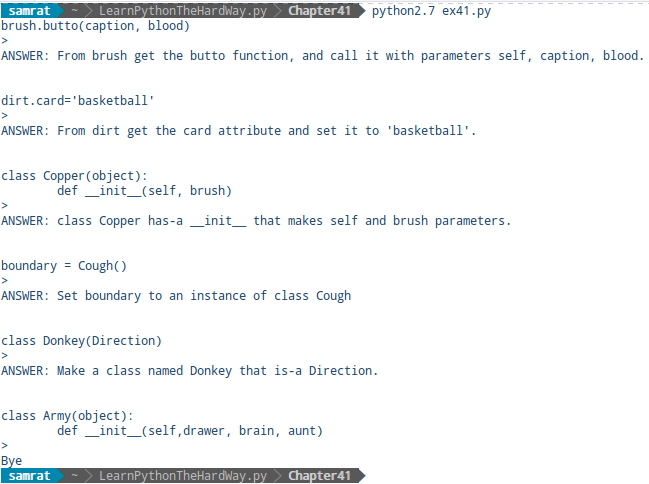 samrat ~ LearnPythonTheHardWay.py Chapter41 python2.7 ex41.py
brush.butto(caption, blood)
>
ANSWER: From brush get the butto function, and call it with parameters self, caption, blood.
dirt.card='basketball'
>
ANSWER: From dirt get the card attribute and set it to 'basketball'.
class Copper(object):
def __init__(self, brush)
>
ANSWER: class Copper has-a __init__ that makes self and brush parameters.
boundary = Cough()
>
ANSWER: Set boundary to an instance of class Cough
class Donkey(Direction)
>
ANSWER: Make a class named Donkey that is-a Direction.
class Army(object):
def __init__(self,drawer, brain, aunt)
>
Bye
samrat ~ LearnPythonTheHardWay.py Chapter41